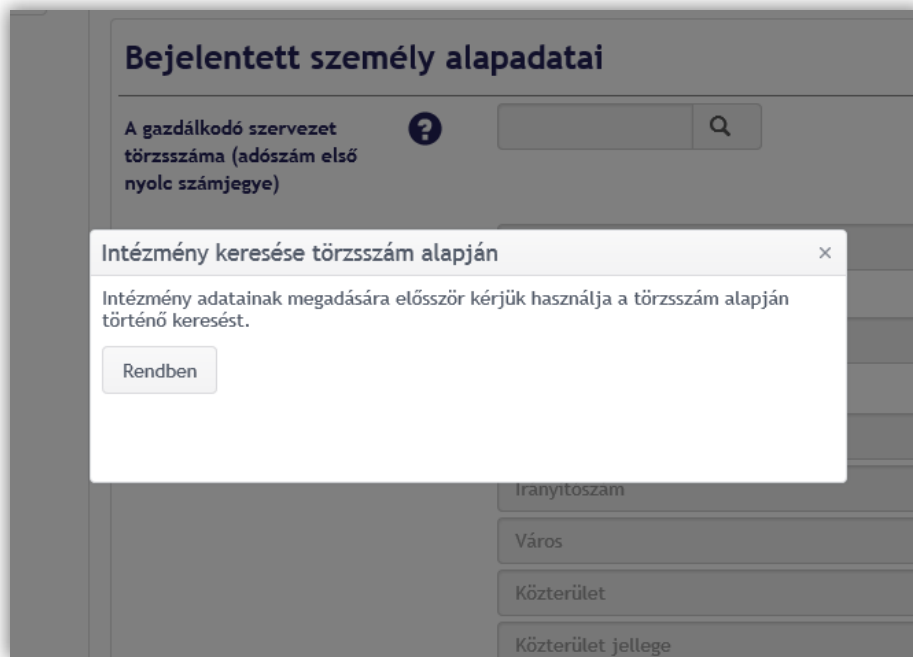 Bejelentett személy alapadatai
A gazdálkodó szervezet
törzsszáma (adószám első
nyolc számjegye)
?
Intézmény keresése törzsszám alapján
×
Intézmény adatainak megadására elősször kérjük használja a törzsszám alapján
történő keresést.
Rendben
Irányítószám
Város
Közterület
Közterület jellege